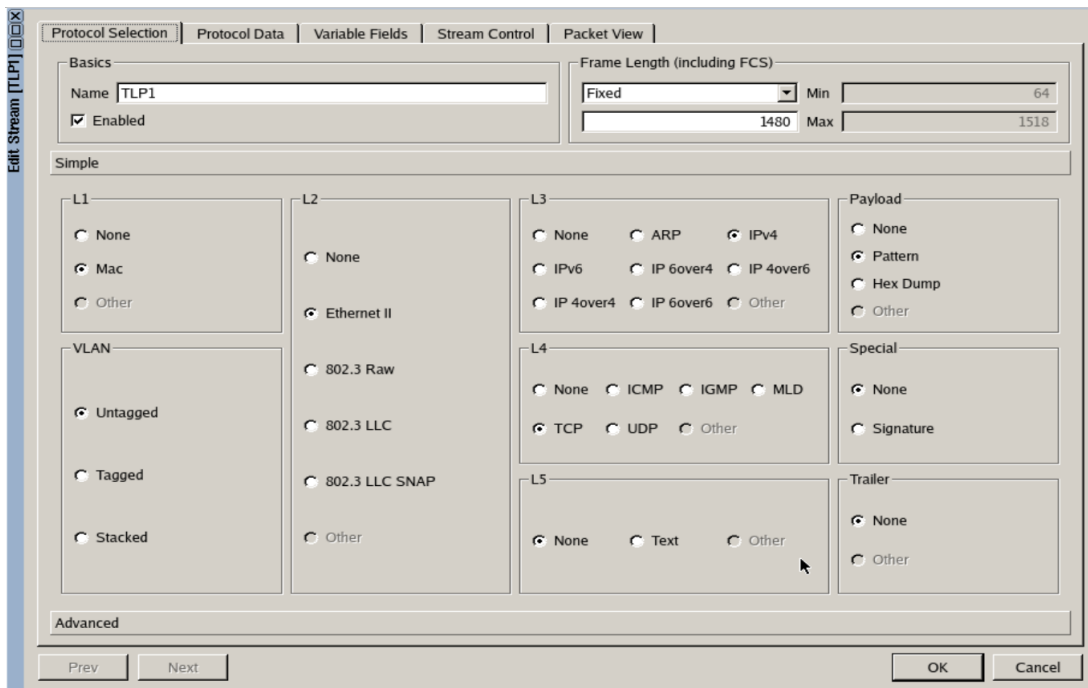 Edit Stream [TLP1]
Protocol Selection Protocol Data Variable Fields Stream Control Packet View
Basics
Name TLP1
Enabled
Frame Length (including FCS)
Fixed Min 64
1480 Max 1518
Simple
L1
None
Mac
Other
VLAN
Untagged
Tagged
Stacked
L2
None
Ethernet II
802.3 Raw
802.3 LLC
802.3 LLC SNAP
Other
L3
None ARP IPv4
IPv6 IP 6over4 IP 4over6
IP 4over4 IP 6over6 Other
L4
None ICMP IGMP MLD
TCP UDP Other
L5
None Text Other
Payload
None
Pattern
Hex Dump
Other
Special
None
Signature
Trailer
None
Other
Advanced
Prev Next OK Cancel